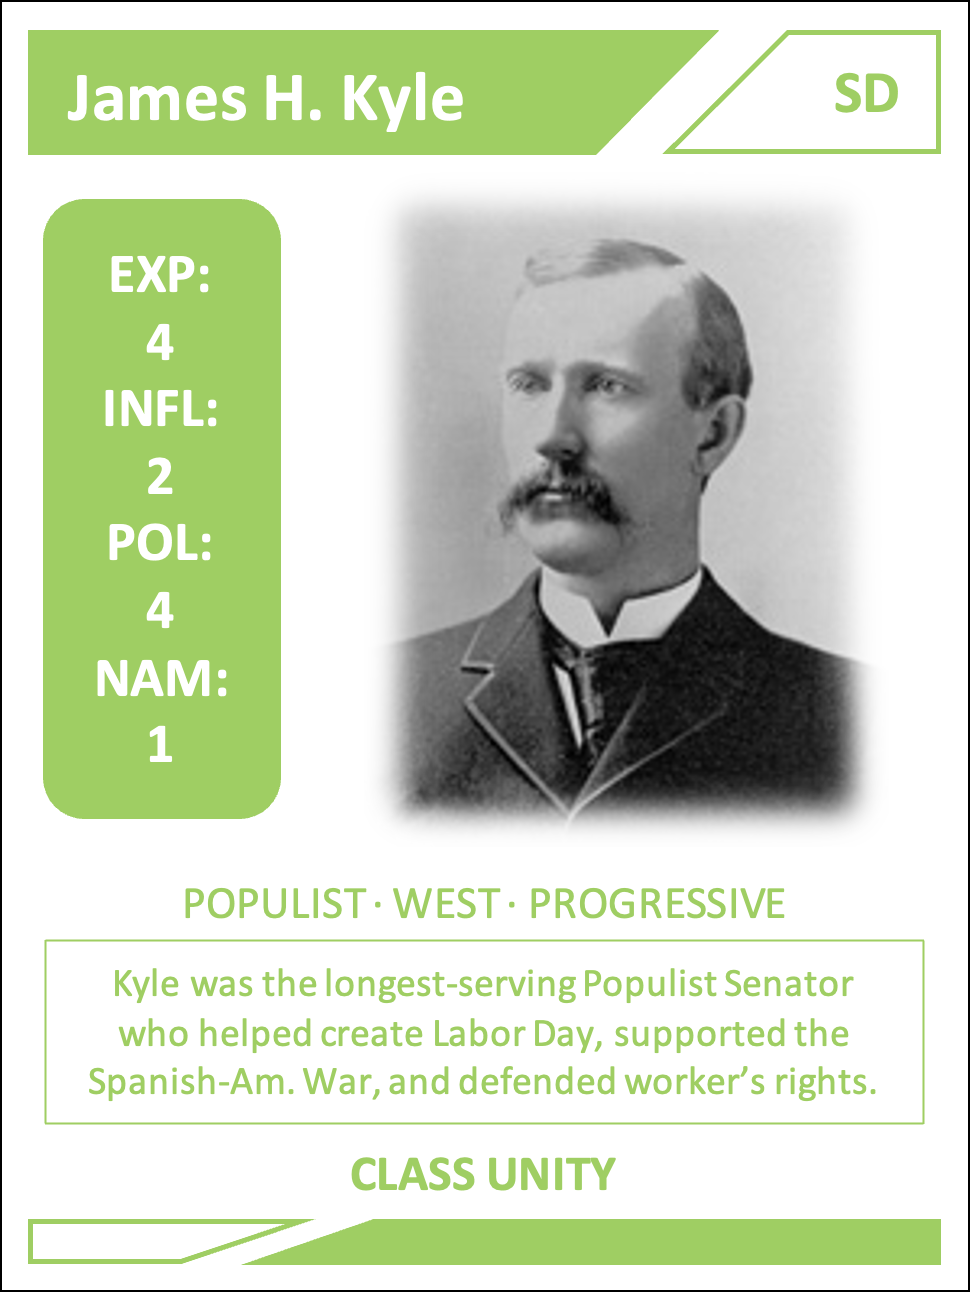 James H. Kyle
SD
EXP:
4
INFL:
2
POL:
4
NAM:
1
POPULIST · WEST · PROGRESSIVE
Kyle was the longest-serving Populist Senator
who helped create Labor Day, supported the
Spanish-Am. War, and defended worker’s rights.
CLASS UNITY